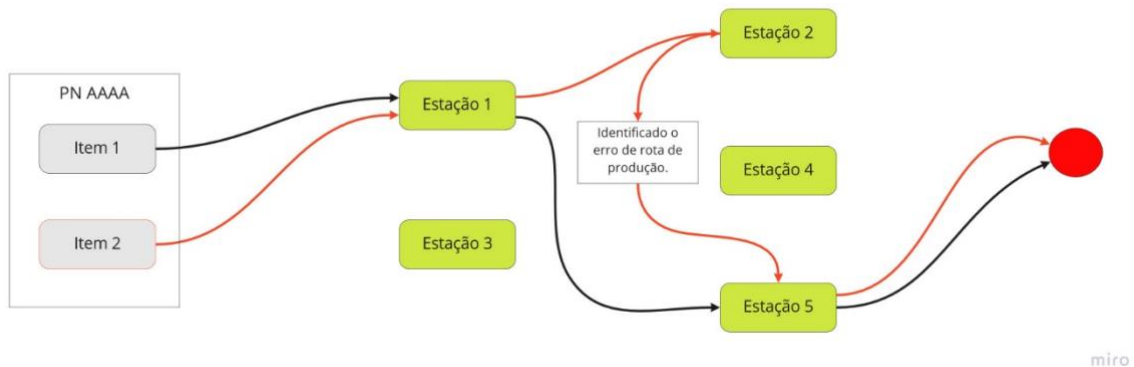 PN AAAA
Item 1
Item 2
Estação 1
Estação 3
Estação 2
Identificado o
erro de rota de
produção.
Estação 4
Estação 5
miro